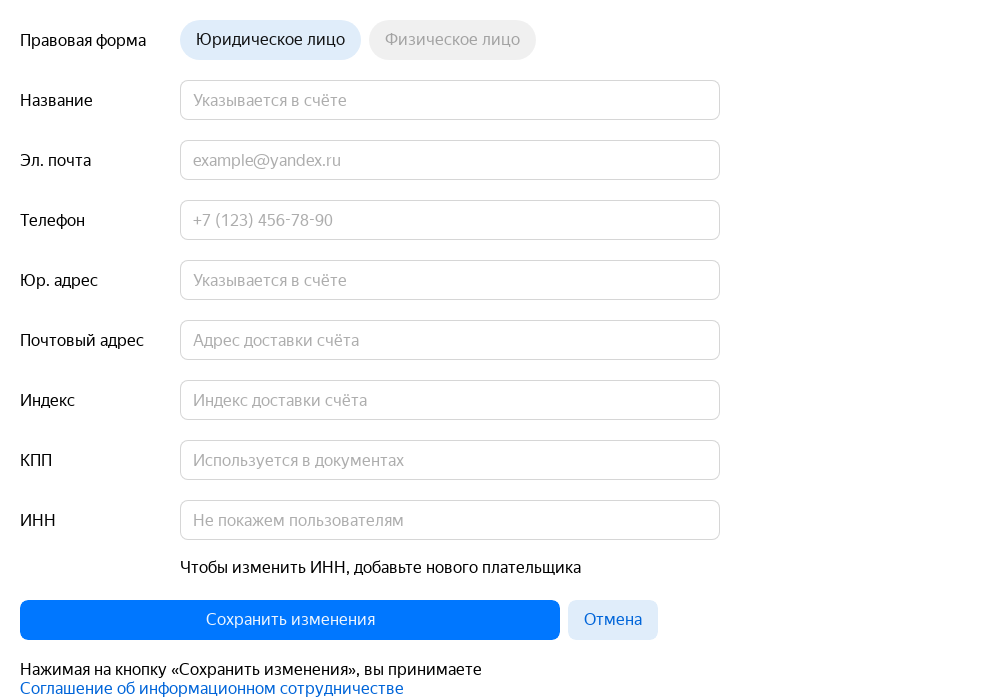 Правовая форма Юридическое лицо Физическое лицо
Название Указывается в счёте
Эл. почта example@yandex.ru
Телефон +7 (123) 456-78-90
Юр. адрес Указывается в счёте
Почтовый адрес Адрес доставки счёта
Индекс Индекс доставки счёта
КПП Используется в документах
ИНН Не покажем пользователям
Чтобы изменить ИНН, добавьте нового плательщика
Сохранить изменения Отмена
Нажимая на кнопку «Сохранить изменения», вы принимаете
Соглашение об информационном сотрудничестве